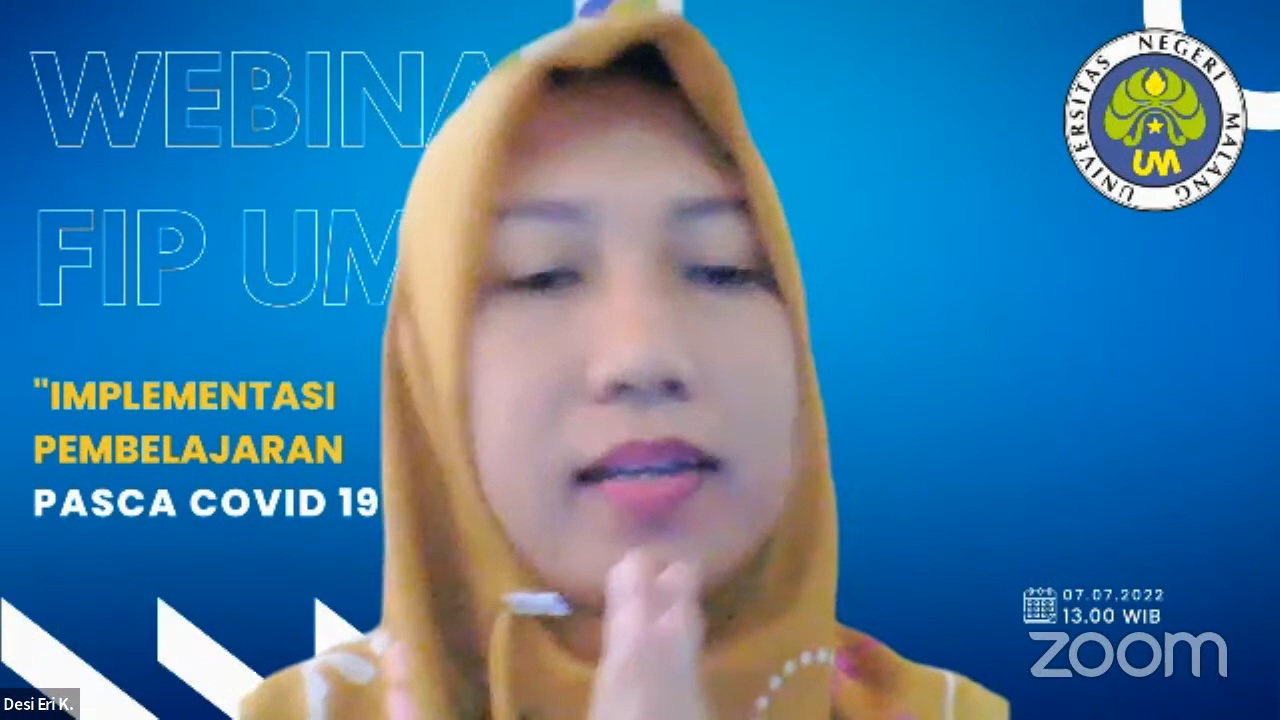 WEBINA
FIP UM
"IMPLEMENTASI
PEMBELAJARAN
PASCA COVID 19
UNIVERSITAS NEGERI MALANG
UM
07.07.2022
13.00 WIB
zoom
Desi Eri K.